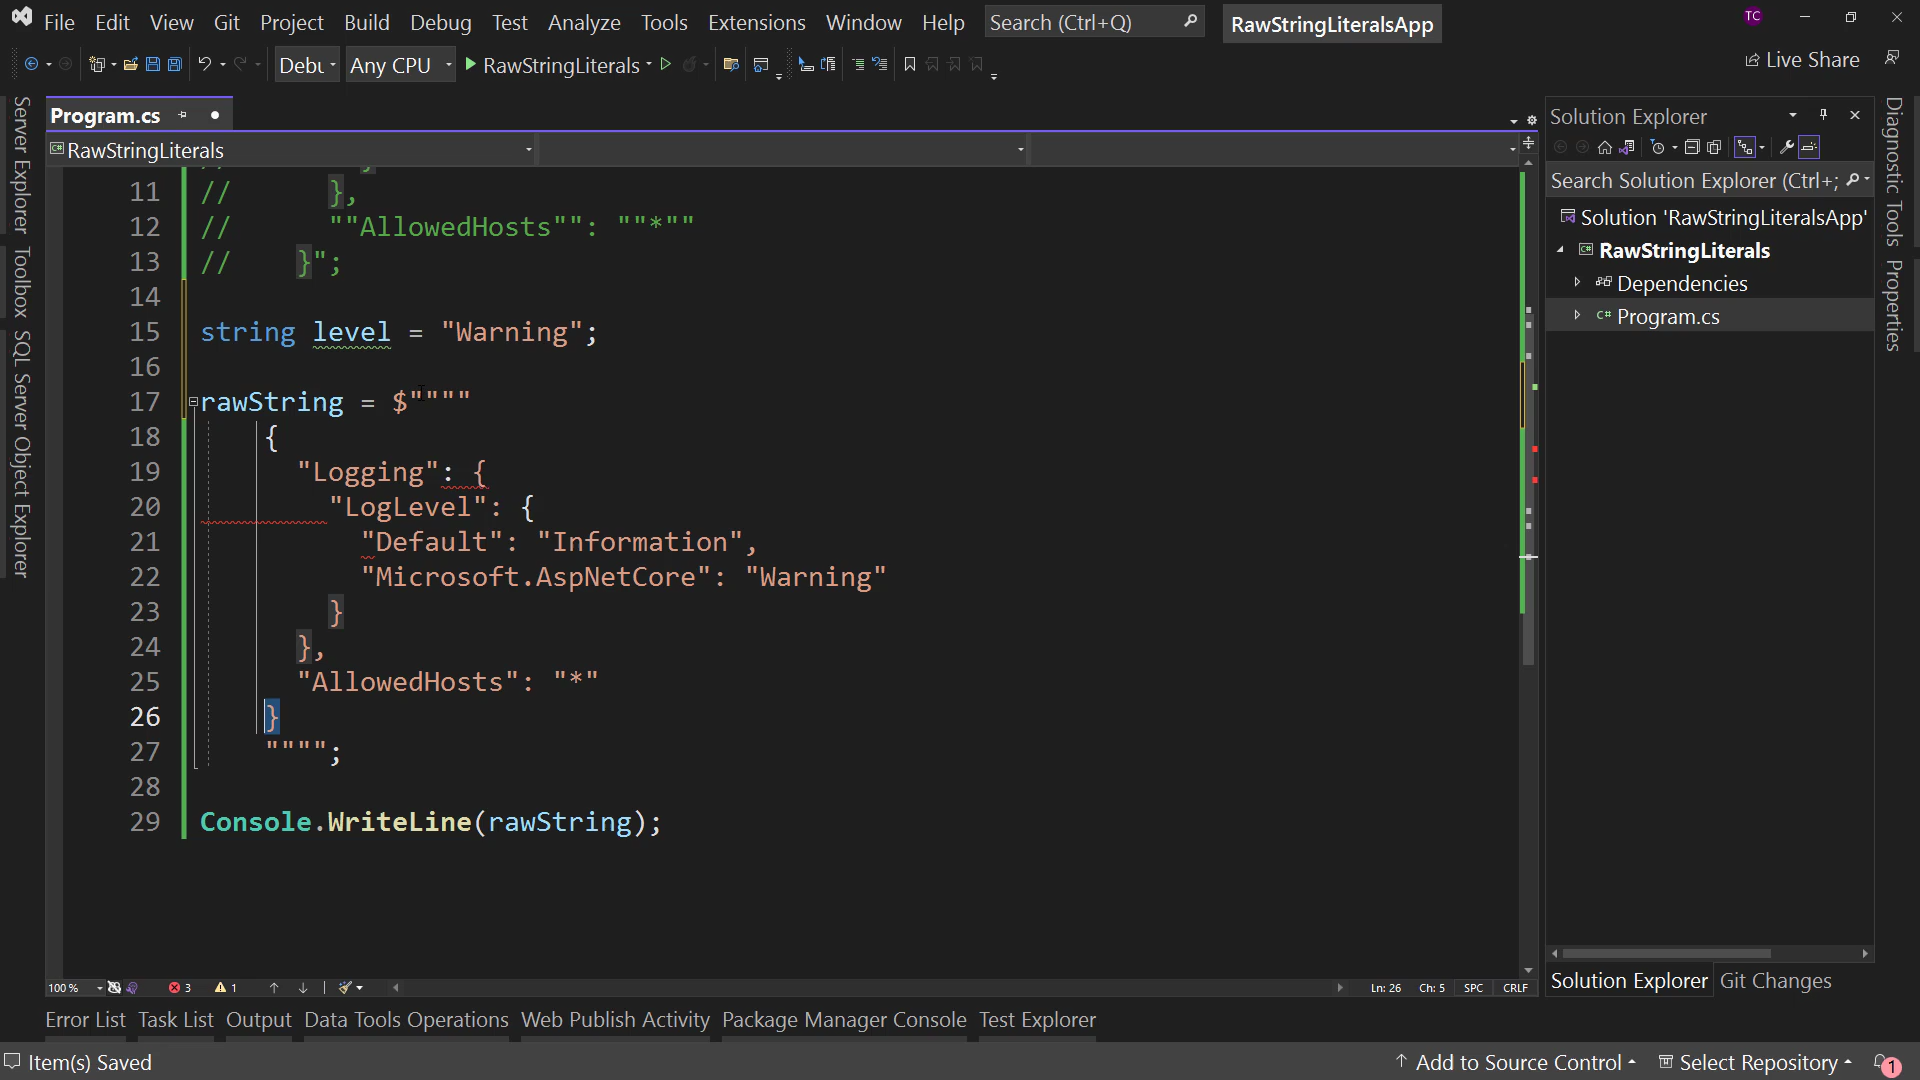 File Edit View Git Project Build Debug Test Analyze Tools Extensions Window Help Search (Ctrl+Q) RawStringLiteralsApp TC
Debu Any CPU RawStringLiterals Live Share
Server Explorer
Toolbox
SQL Server Object Explorer
Program.cs
RawStringLiterals
11 // },
12 // ""AllowedHosts"": ""*""
13 // }";
14
15 string level = "Warning";
16
17 rawString = $""""
18 {
19 "Logging": {
20 "LogLevel": {
21 "Default": "Information",
22 "Microsoft.AspNetCore": "Warning"
23 }
24 },
25 "AllowedHosts": "*"
26 }
27 """";
28
29 Console.WriteLine(rawString);
100 % 3 1 Ln: 26 Ch: 5 SPC CRLF
Solution Explorer
Search Solution Explorer (Ctrl+;
Solution 'RawStringLiteralsApp'
RawStringLiterals
Dependencies
C# Program.cs
Solution Explorer Git Changes
Diagnostic Tools
Properties
Error List Task List Output Data Tools Operations Web Publish Activity Package Manager Console Test Explorer
Item(s) Saved Add to Source Control Select Repository 1